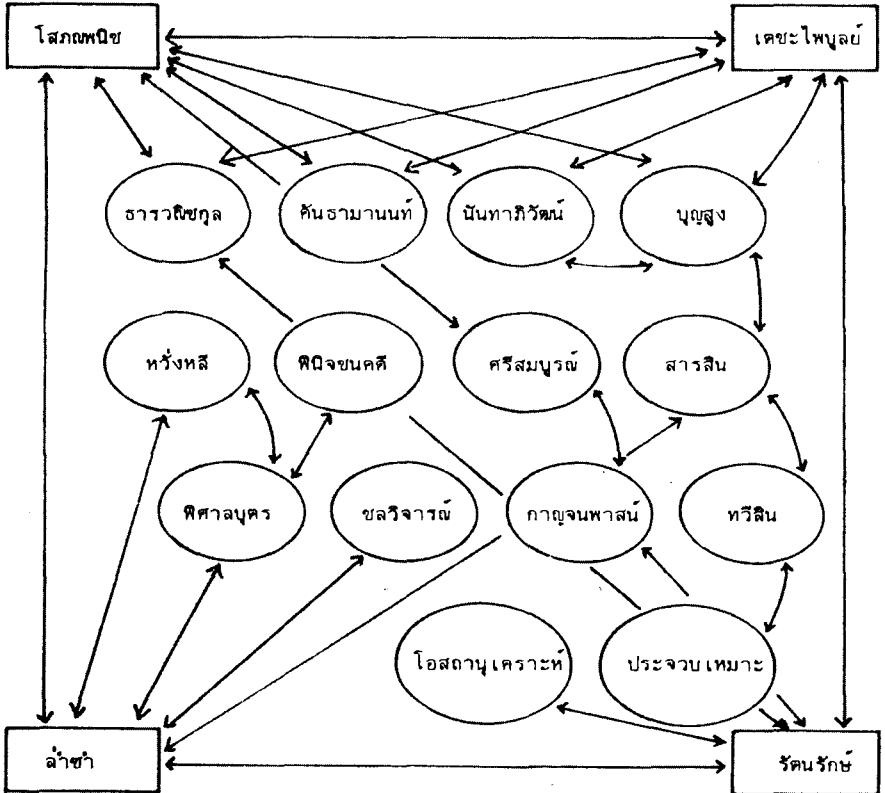 โสภณพนิช
เตชะไพบูลย์
ธารวณิชกุล
คันธามานนท์
นันทาภิวัฒน์
บุญสูง
หวั่งหลี
พินิจชนคดี
ศรีสมบูรณ์
สารสิน
พิศาลบุตร
ชลวิจารณ์
กาญจนพาสน์
ทวีสิน
โอสถานุเคราะห์
ประจวบเหมาะ
ล่ำซำ
รัตนรักษ์